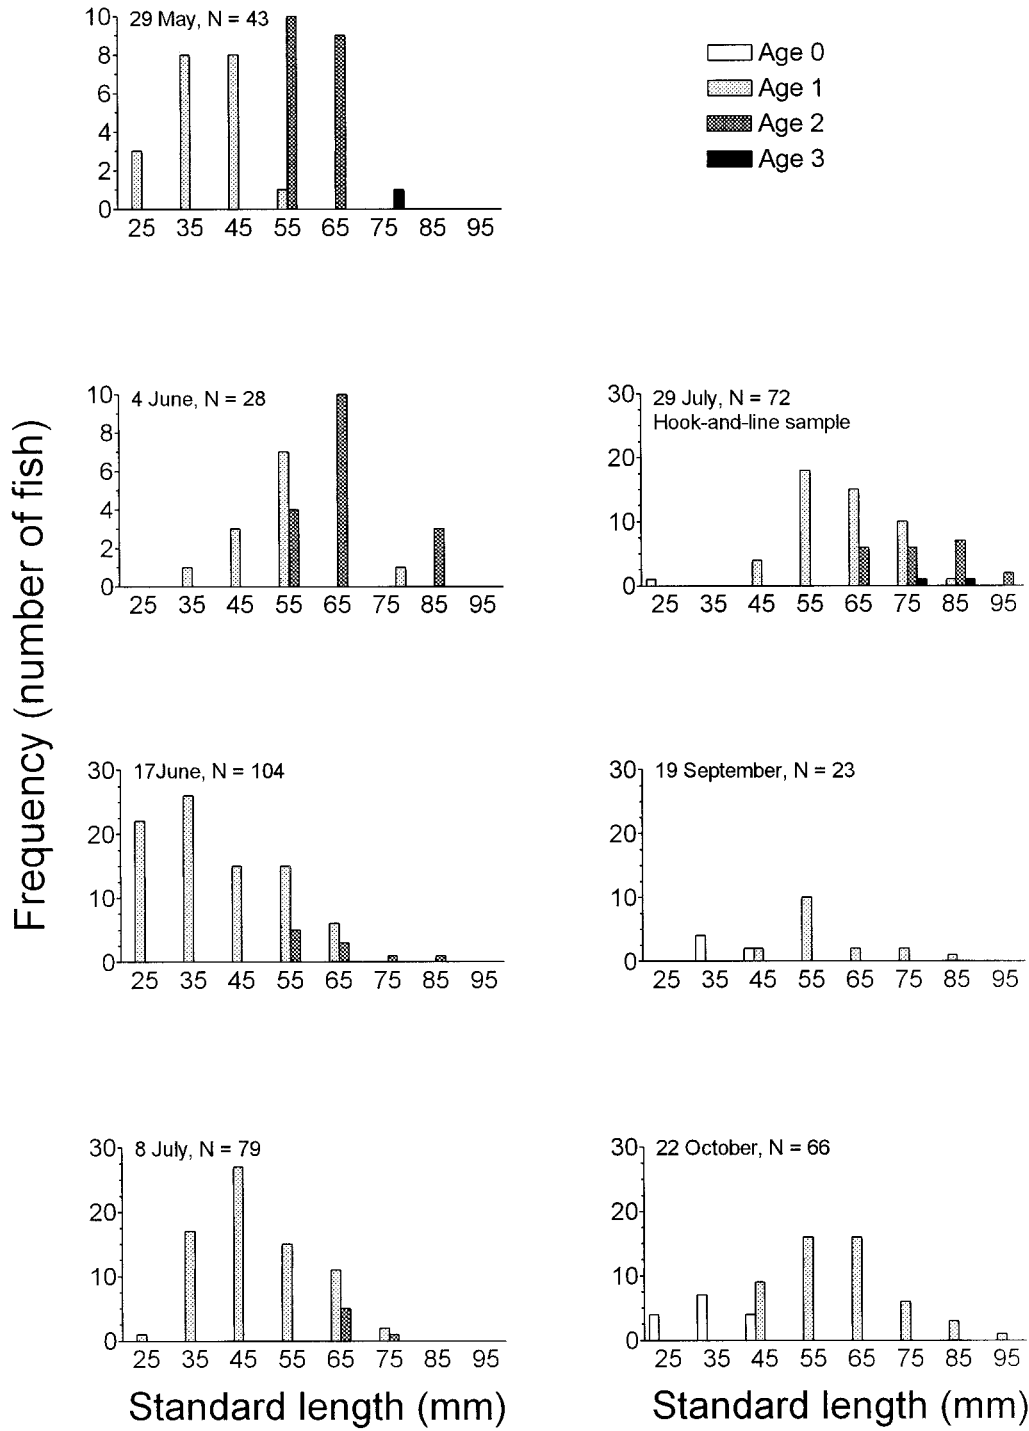 Frequency (number of fish)
29 May, N = 43
10
8
6
4
2
0
25 35 45 55 65 75 85 95
Age 0
Age 1
Age 2
Age 3
4 June, N = 28
10
8
6
4
2
0
25 35 45 55 65 75 85 95
29 July, N = 72
Hook-and-line sample
30
20
10
0
25 35 45 55 65 75 85 95
17June, N = 104
30
20
10
0
25 35 45 55 65 75 85 95
19 September, N = 23
30
20
10
0
25 35 45 55 65 75 85 95
8 July, N = 79
30
20
10
0
25 35 45 55 65 75 85 95
Standard length (mm)
22 October, N = 66
30
20
10
0
25 35 45 55 65 75 85 95
Standard length (mm)